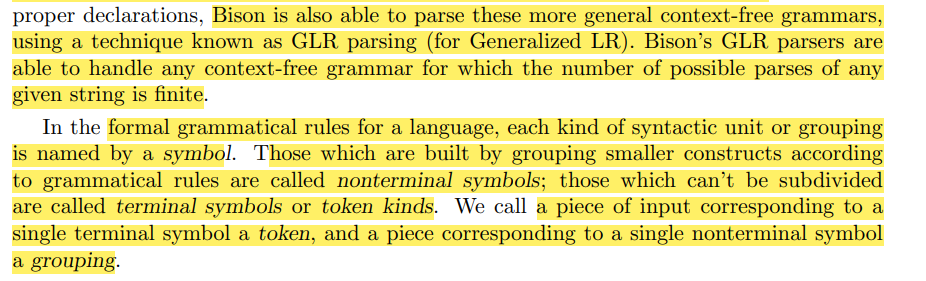 proper declarations, Bison is also able to parse these more general context-free grammars,
using a technique known as GLR parsing (for Generalized LR). Bison's GLR parsers are
able to handle any context-free grammar for which the number of possible parses of any
given string is finite.
In the formal grammatical rules for a language, each kind of syntactic unit or grouping
is named by a symbol. Those which are built by grouping smaller constructs according
to grammatical rules are called nonterminal symbols; those which can't be subdivided
are called terminal symbols or token kinds. We call a piece of input corresponding to a
single terminal symbol a token, and a piece corresponding to a single nonterminal symbol
a grouping.